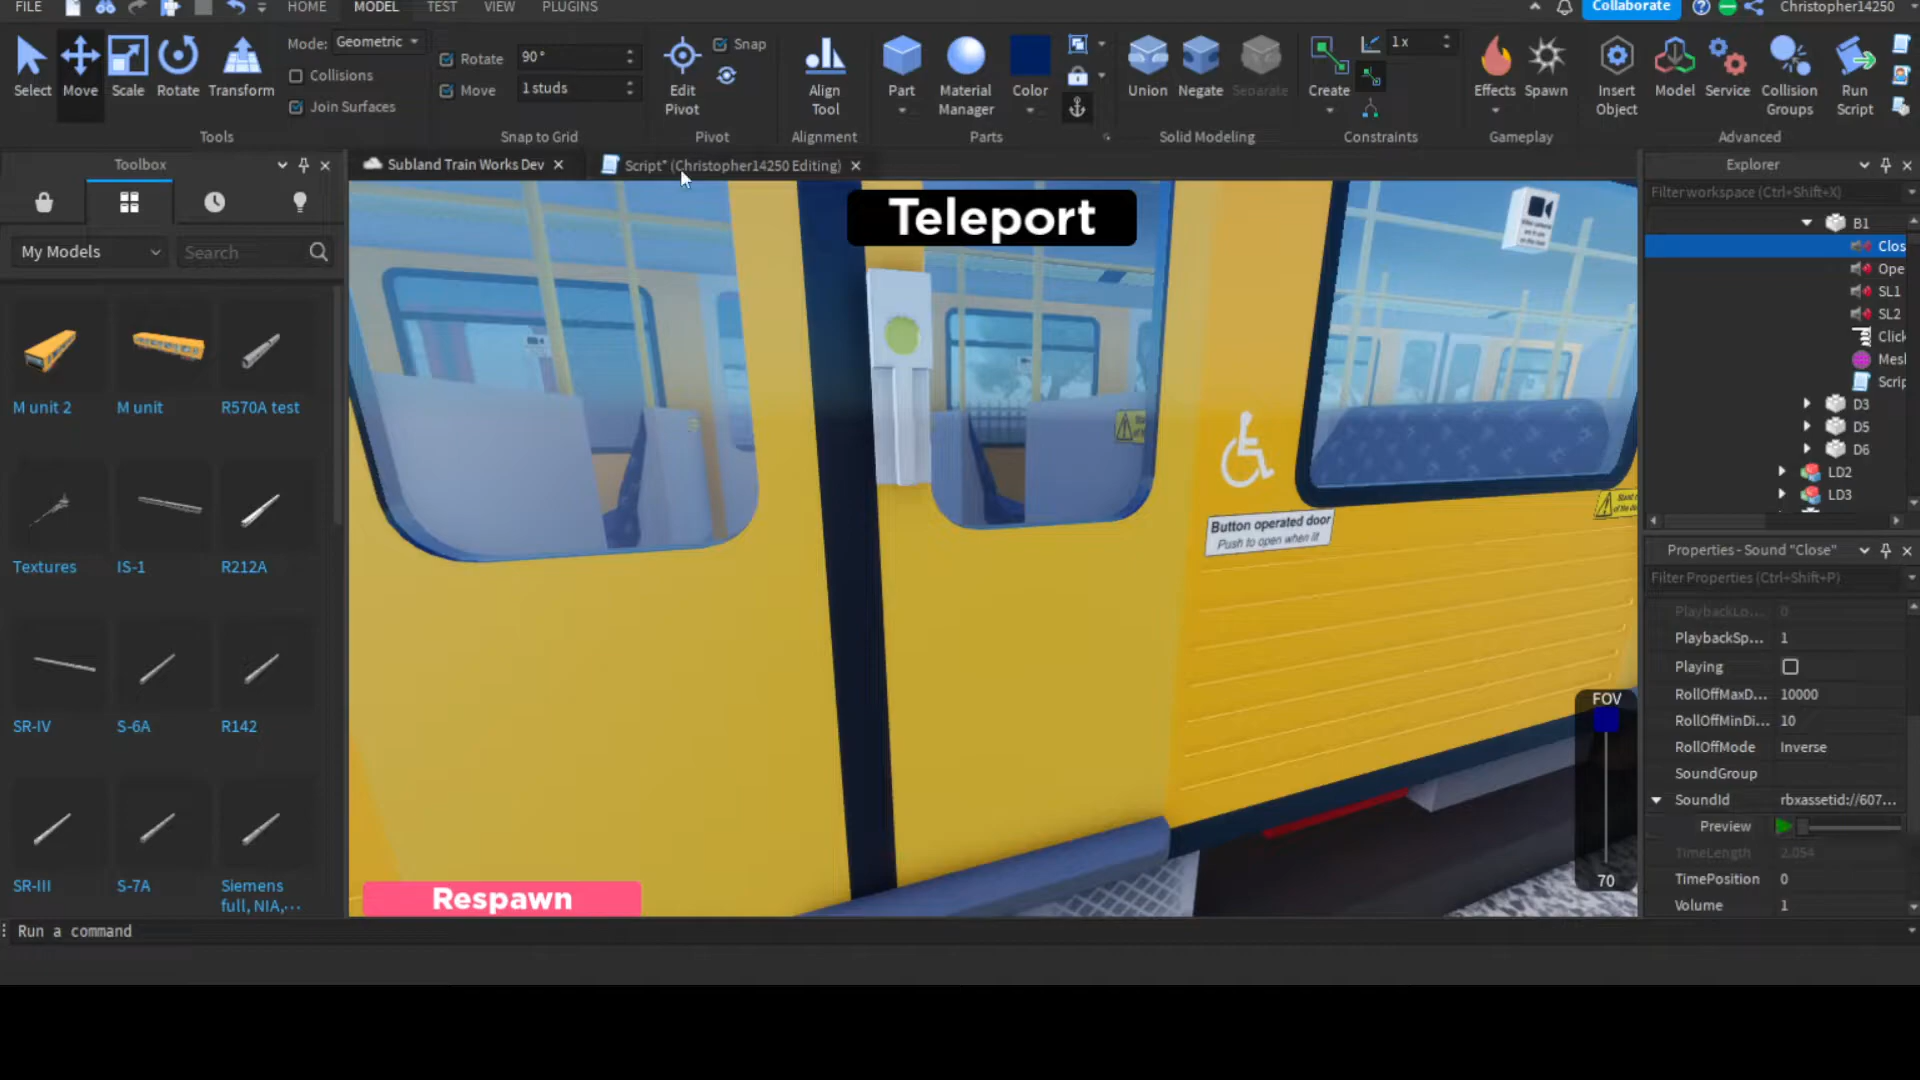 FILE
HOME
MODEL
TEST
VIEW
PLUGINS
Collaborate
Christopher14250
Select
Move
Scale
Rotate
Transform
Tools
Mode:
Geometric
Collisions
Join Surfaces
Rotate
90°
Move
1 studs
Snap to Grid
Edit
Pivot
Snap
Pivot
Align
Tool
Alignment
Part
Material
Manager
Color
Parts
Union
Negate
Separate
Solid Modeling
Create
1x
Constraints
Effects
Spawn
Gameplay
Insert
Object
Model
Service
Collision
Groups
Run
Script
Advanced
Toolbox
My Models
Search
M unit 2
M unit
R570A test
Textures
IS-1
R212A
SR-IV
S-6A
R142
SR-III
S-7A
Siemens
full, NIA,...
Subland Train Works Dev
Script* (Christopher14250 Editing)
Teleport
Button operated door
Push to open when lit
FOV
70
Respawn
Run a command
Explorer
Filter workspace (Ctrl+Shift+X)
B1
Clos
Ope
SL1
SL2
Click
Mesh
Scrip
D3
D5
D6
LD2
LD3
Properties - Sound "Close"
Filter Properties (Ctrl+Shift+P)
PlaybackLo...
0
PlaybackSp...
1
Playing
RollOffMaxD...
10000
RollOffMinDi...
10
RollOffMode
Inverse
SoundGroup
SoundId
rbxassetid://607...
Preview
TimeLength
2.054
TimePosition
0
Volume
1